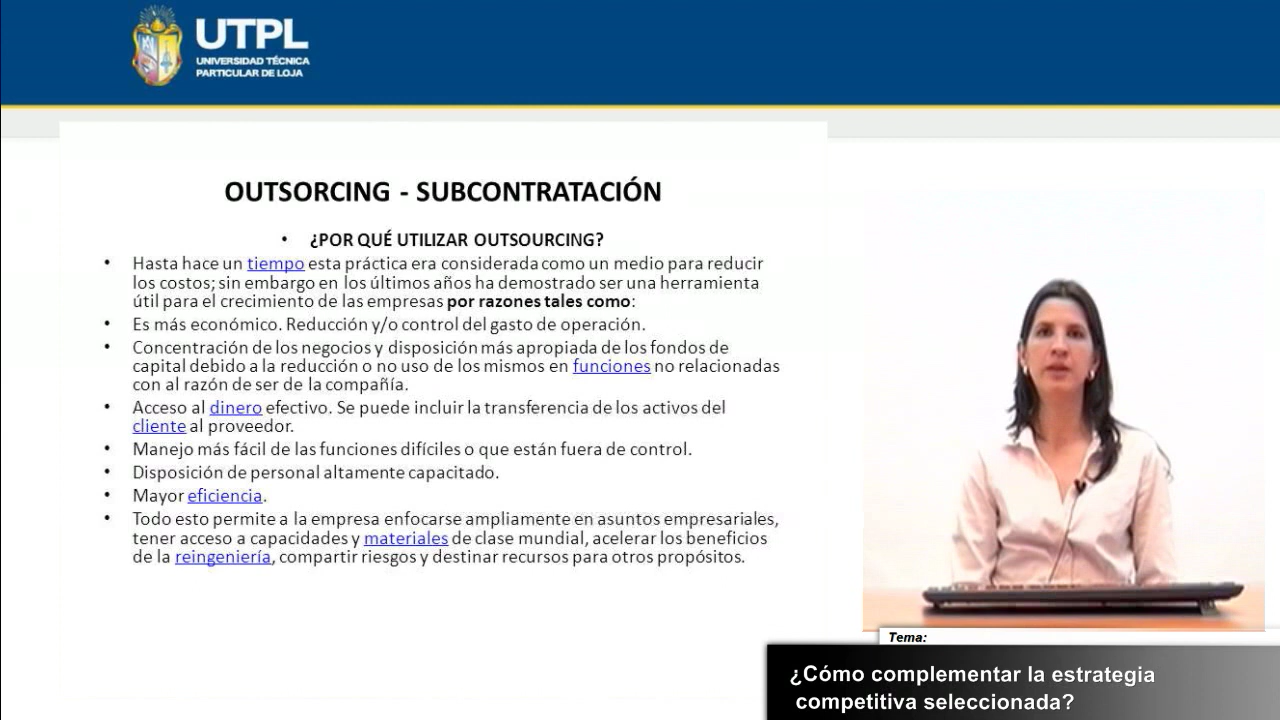 UTPL
UNIVERSIDAD TÉCNICA
PARTICULAR DE LOJA
OUTSORCING - SUBCONTRATACIÓN
• ¿POR QUÉ UTILIZAR OUTSOURCING?
• Hasta hace un tiempo esta práctica era considerada como un medio para reducir
los costos; sin embargo en los últimos años ha demostrado ser una herramienta
útil para el crecimiento de las empresas por razones tales como:
• Es más económico. Reducción y/o control del gasto de operación.
• Concentración de los negocios y disposición más apropiada de los fondos de
capital debido a la reducción o no uso de los mismos en funciones no relacionadas
con al razón de ser de la compañía.
• Acceso al dinero efectivo. Se puede incluir la transferencia de los activos del
cliente al proveedor.
• Manejo más fácil de las funciones difíciles o que están fuera de control.
• Disposición de personal altamente capacitado.
• Mayor eficiencia.
• Todo esto permite a la empresa enfocarse ampliamente en asuntos empresariales,
tener acceso a capacidades y materiales de clase mundial, acelerar los beneficios
de la reingeniería, compartir riesgos y destinar recursos para otros propósitos.
Tema:
¿Cómo complementar la estrategia
competitiva seleccionada?